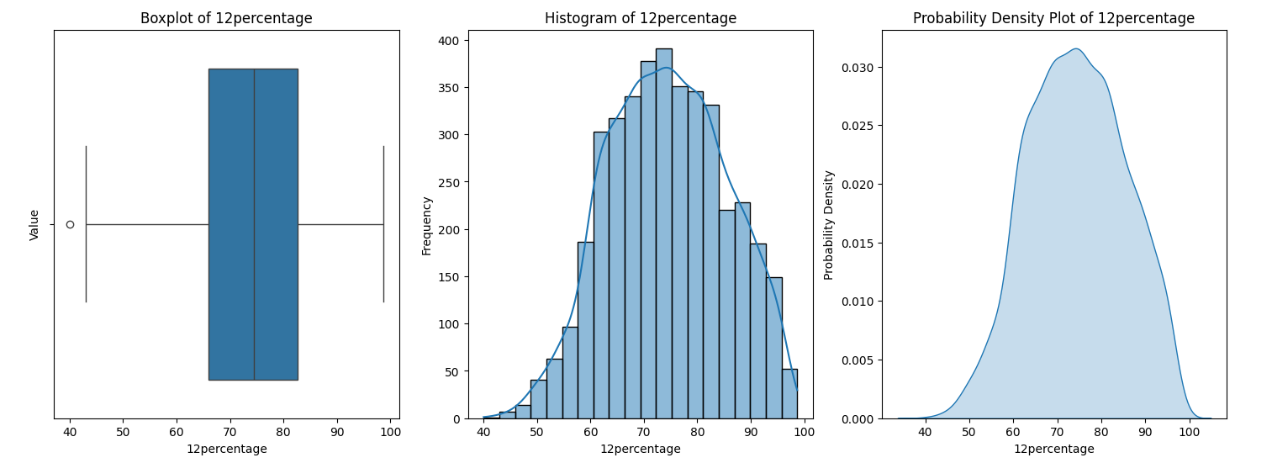 Boxplot of 12percentage
Value
40 50 60 70 80 90 100
12percentage
Histogram of 12percentage
Frequency
400
350
300
250
200
150
100
50
0
40 50 60 70 80 90 100
12percentage
Probability Density Plot of 12percentage
Probability Density
0.030
0.025
0.020
0.015
0.010
0.005
0.000
40 50 60 70 80 90 100
12percentage